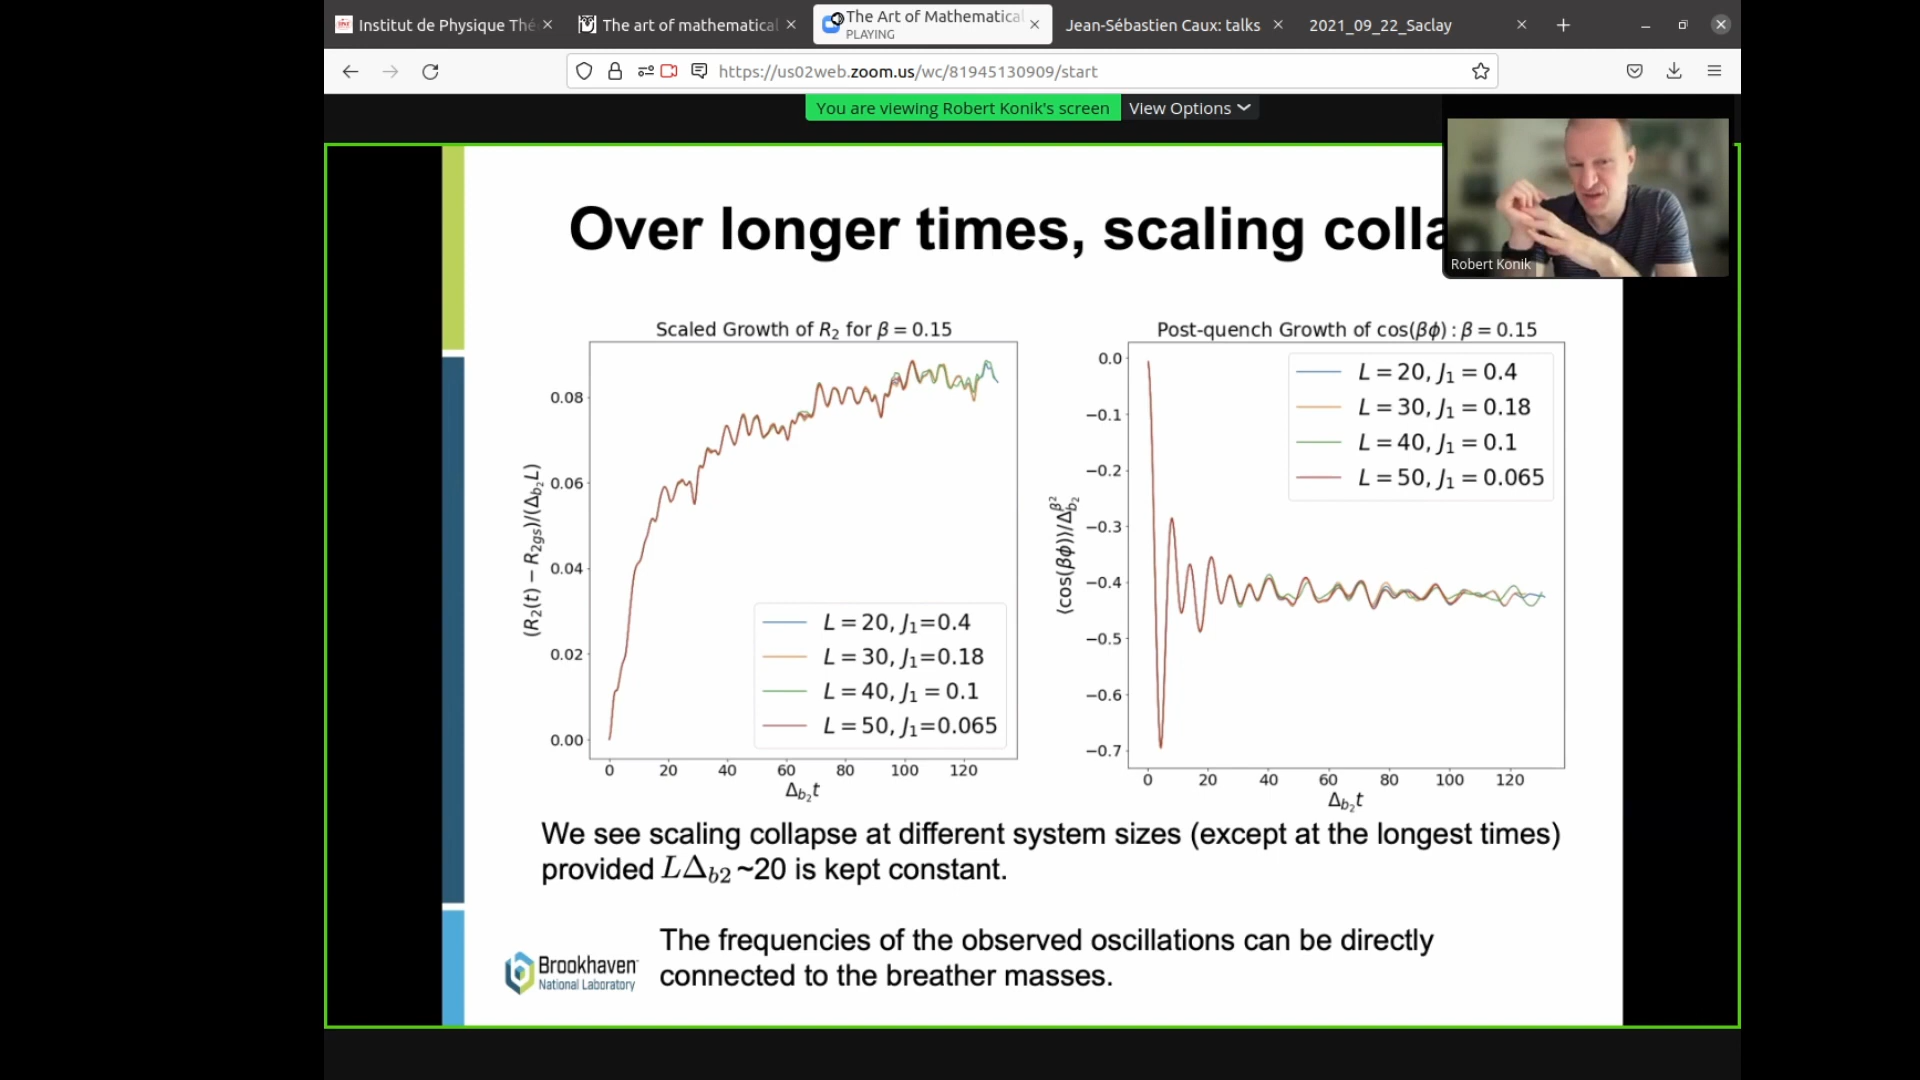 Institut de Physique Thé
The art of mathematical
The Art of Mathematical
PLAYING
Jean-Sébastien Caux: talks
2021_09_22_Saclay
https://us02web.zoom.us/wc/81945130909/start
You are viewing Robert Konik's screen
View Options
Robert Konik
Over longer times, scaling colla
Scaled Growth of R₂ for β = 0.15
(R₂(t) − R₂gs)/(Δb₂L)
0.08
0.06
0.04
0.02
0.00
L = 20, J₁=0.4
L = 30, J₁=0.18
L = 40, J₁ = 0.1
L = 50, J₁=0.065
0 20 40 60 80 100 120
Δb₂t
Post-quench Growth of cos(βϕ) : β = 0.15
⟨cos(βϕ)⟩/Δb₂^β²
0.0
−0.1
−0.2
−0.3
−0.4
−0.5
−0.6
−0.7
L = 20, J₁ = 0.4
L = 30, J₁ = 0.18
L = 40, J₁ = 0.1
L = 50, J₁ = 0.065
0 20 40 60 80 100 120
Δb₂t
We see scaling collapse at different system sizes (except at the longest times)
provided LΔb2 ~20 is kept constant.
The frequencies of the observed oscillations can be directly
connected to the breather masses.
Brookhaven
National Laboratory